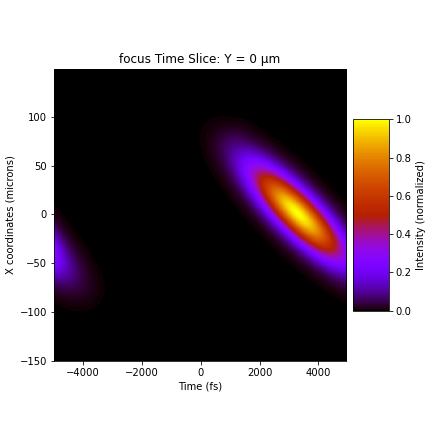 focus Time Slice: Y = 0 μm
X coordinates (microns)
100
50
0
−50
−100
−150
−4000 −2000 0 2000 4000
Time (fs)
1.0
0.8
0.6
0.4
0.2
0.0
Intensity (normalized)